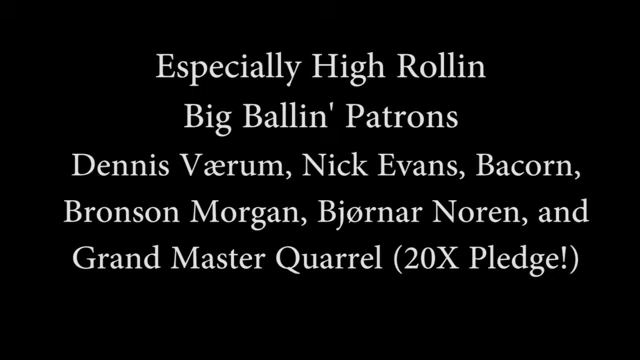 Especially High Rollin
Big Ballin' Patrons
Dennis Værum, Nick Evans, Bacorn,
Bronson Morgan, Bjørnar Noren, and
Grand Master Quarrel (20X Pledge!)